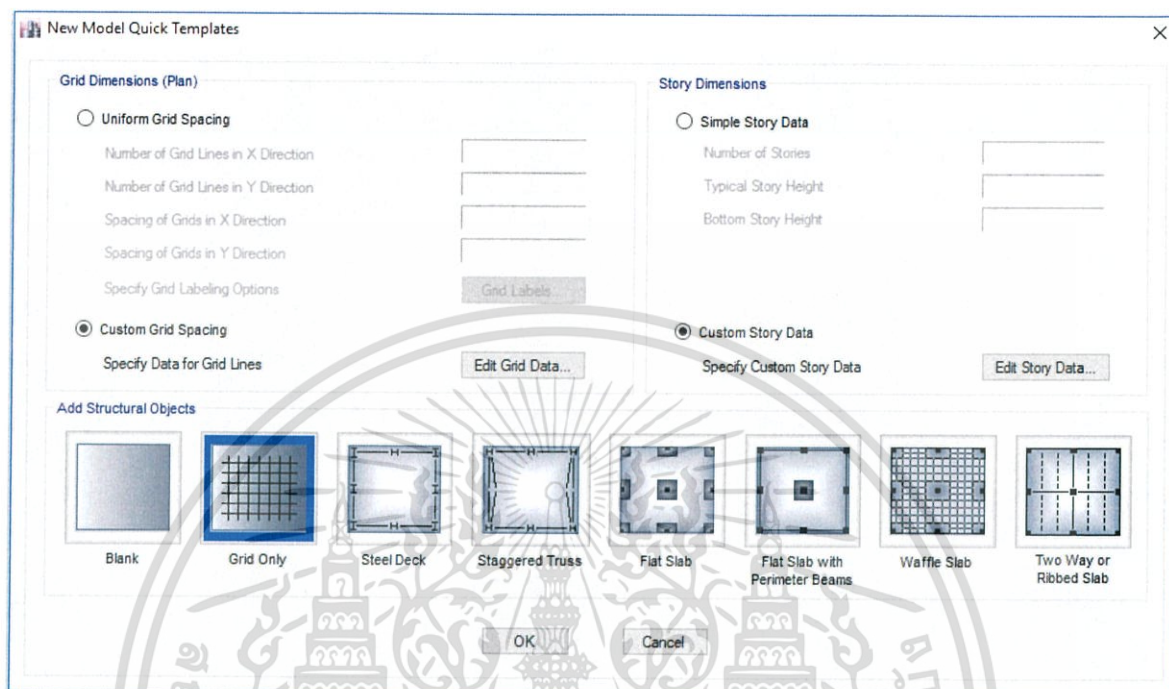 New Model Quick Templates
Grid Dimensions (Plan)
Uniform Grid Spacing
Number of Grid Lines in X Direction
Number of Grid Lines in Y Direction
Spacing of Grids in X Direction
Spacing of Grids in Y Direction
Specify Grid Labeling Options
Grid Labels...
Custom Grid Spacing
Specify Data for Grid Lines
Edit Grid Data...
Story Dimensions
Simple Story Data
Number of Stories
Typical Story Height
Bottom Story Height
Custom Story Data
Specify Custom Story Data
Edit Story Data...
Add Structural Objects
Blank
Grid Only
Steel Deck
Staggered Truss
Flat Slab
Flat Slab with
Perimeter Beams
Waffle Slab
Two Way or
Ribbed Slab
OK
Cancel